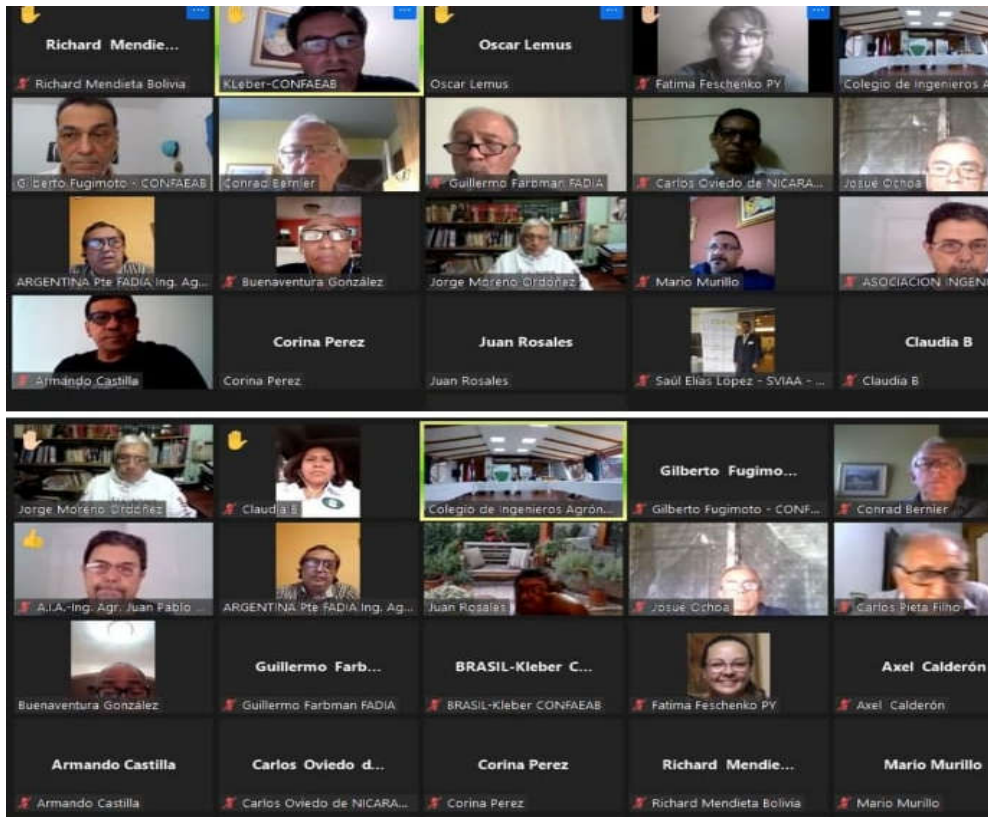 Richard Mendie...
Richard Mendieta Bolivia
KLeber-CONFAEAB
Oscar Lemus
Oscar Lemus
Fatima Feschenko PY
Colegio de Ingenieros A
Gilberto Fugimoto - CONFAEAB
Conrad Bernier
Guillermo Farbman FADIA
Carlos Oviedo de NICARA...
Josué Ochoa
ARGENTINA Pte FADIA Ing. Ag...
Buenaventura González
Jorge Moreno Ordoñez
Mario Murillo
ASOCIACION INGENI
Armando Castilla
Corina Perez
Corina Perez
Juan Rosales
Juan Rosales
Saúl Elías López - SVIAA - ...
Claudia B
Claudia B
Jorge Moreno Ordoñez
Claudia B
Colegio de Ingenieros Agrón...
Gilberto Fugimo...
Gilberto Fugimoto - CONF...
Conrad Bernier
A.I.A.-Ing. Agr. Juan Pablo ...
ARGENTINA Pte FADIA Ing. Ag...
Juan Rosales
Josué Ochoa
Carlos Pieta Filho
Buenaventura González
Guillermo Farb...
Guillermo Farbman FADIA
BRASIL-Kleber C...
BRASIL-Kleber CONFAEAB
Fatima Feschenko PY
Axel Calderón
Axel Calderón
Armando Castilla
Armando Castilla
Carlos Oviedo d...
Carlos Oviedo de NICARA...
Corina Perez
Corina Perez
Richard Mendie...
Richard Mendieta Bolivia
Mario Murillo
Mario Murillo